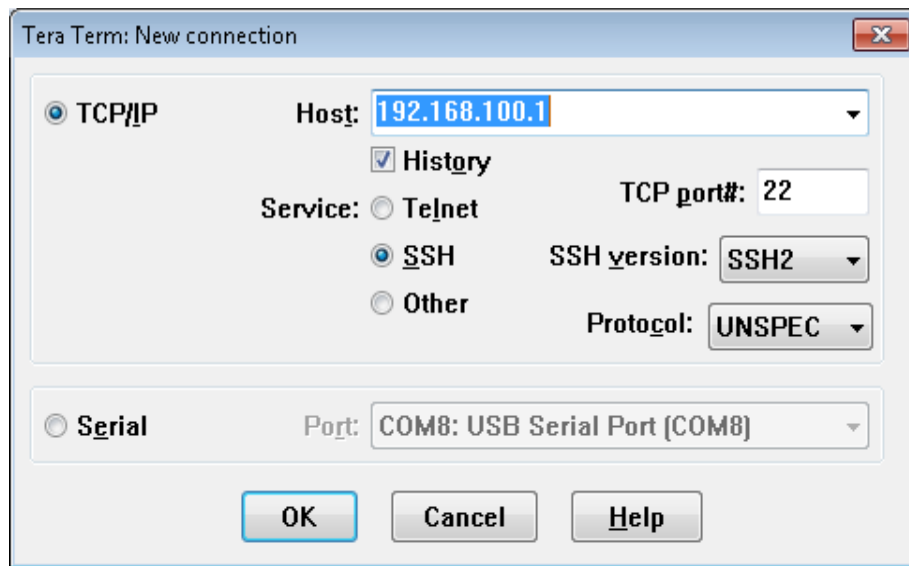 Tera Term: New connection
TCP/IP
Host: 192.168.100.1
History
Service: Telnet
TCP port#: 22
SSH
SSH version: SSH2
Other
Protocol: UNSPEC
Serial
Port: COM8: USB Serial Port (COM8)
OK Cancel Help